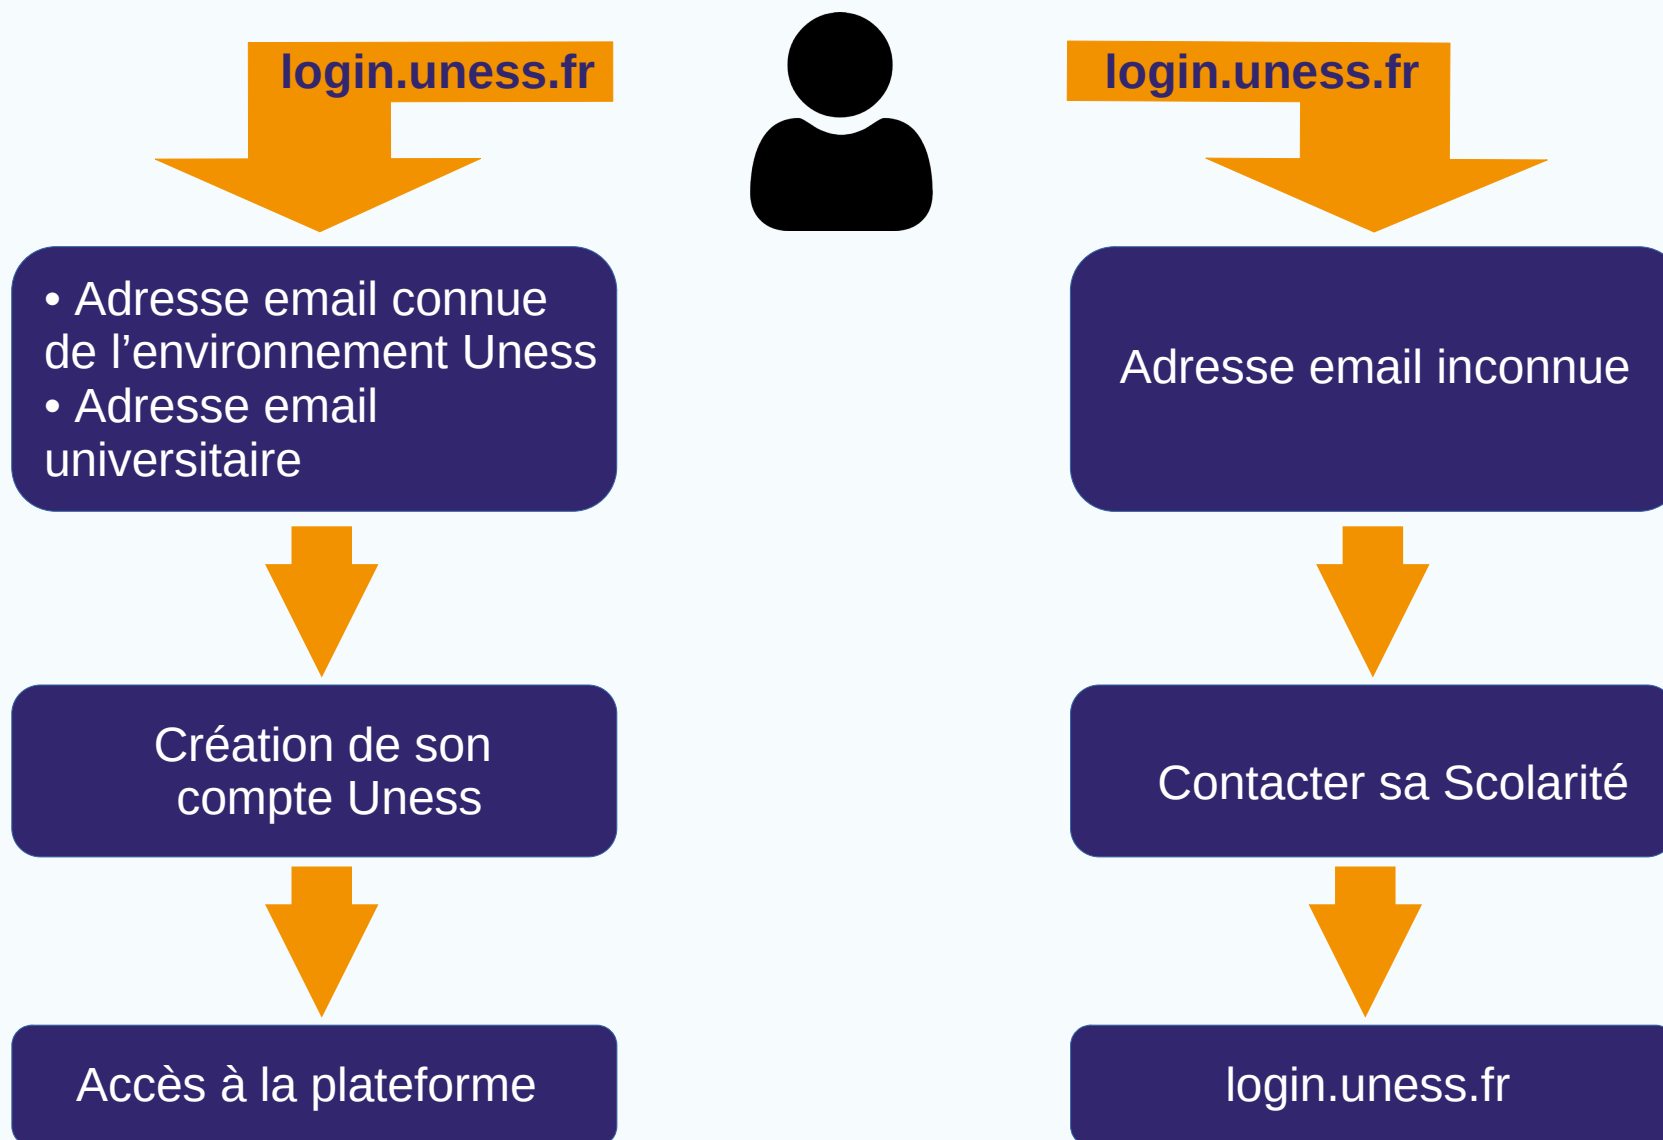 login.uness.fr
login.uness.fr
• Adresse email connue
de l’environnement Uness
• Adresse email
universitaire
Adresse email inconnue
Création de son
compte Uness
Contacter sa Scolarité
Accès à la plateforme
login.uness.fr